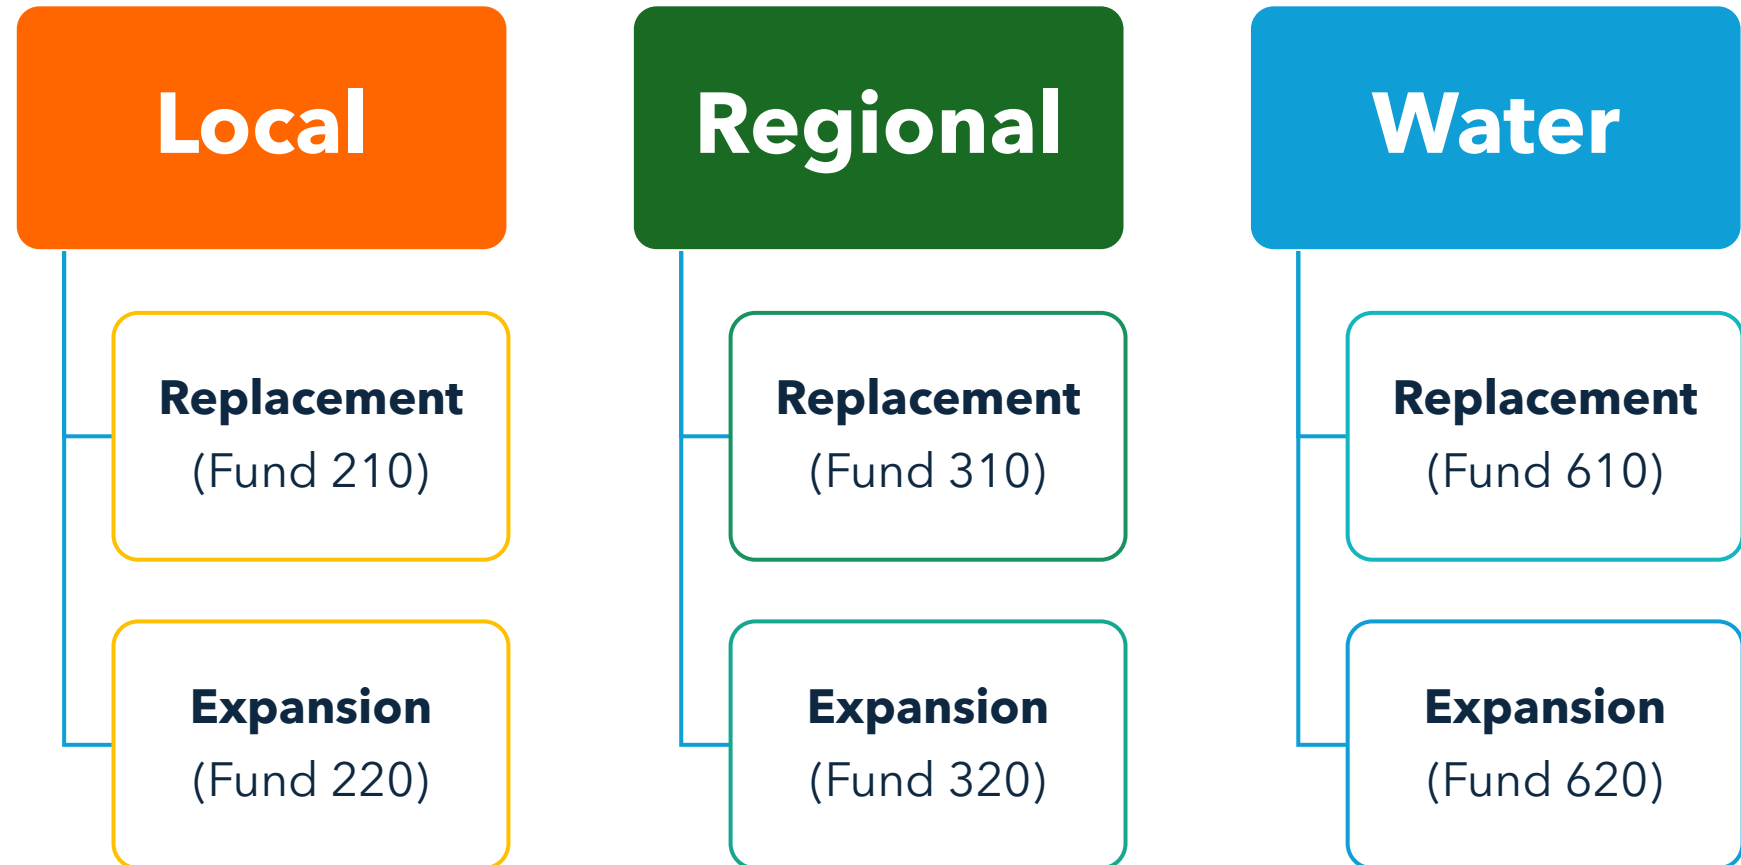 Local
Replacement
(Fund 210)
Expansion
(Fund 220)
Regional
Replacement
(Fund 310)
Expansion
(Fund 320)
Water
Replacement
(Fund 610)
Expansion
(Fund 620)